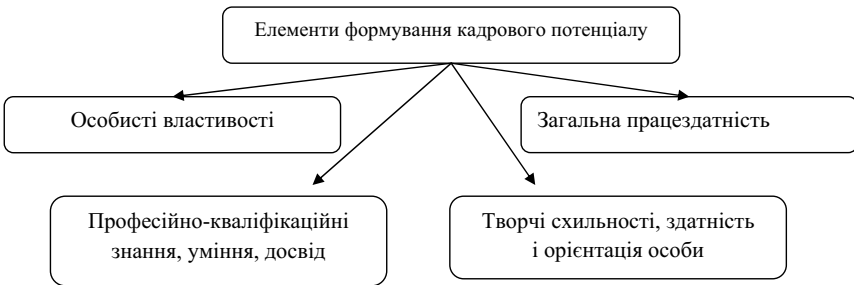 Елементи формування кадрового потенціалу
Особисті властивості
Загальна працездатність
Професійно-кваліфікаційні
знання, уміння, досвід
Творчі схильності, здатність
і орієнтація особи